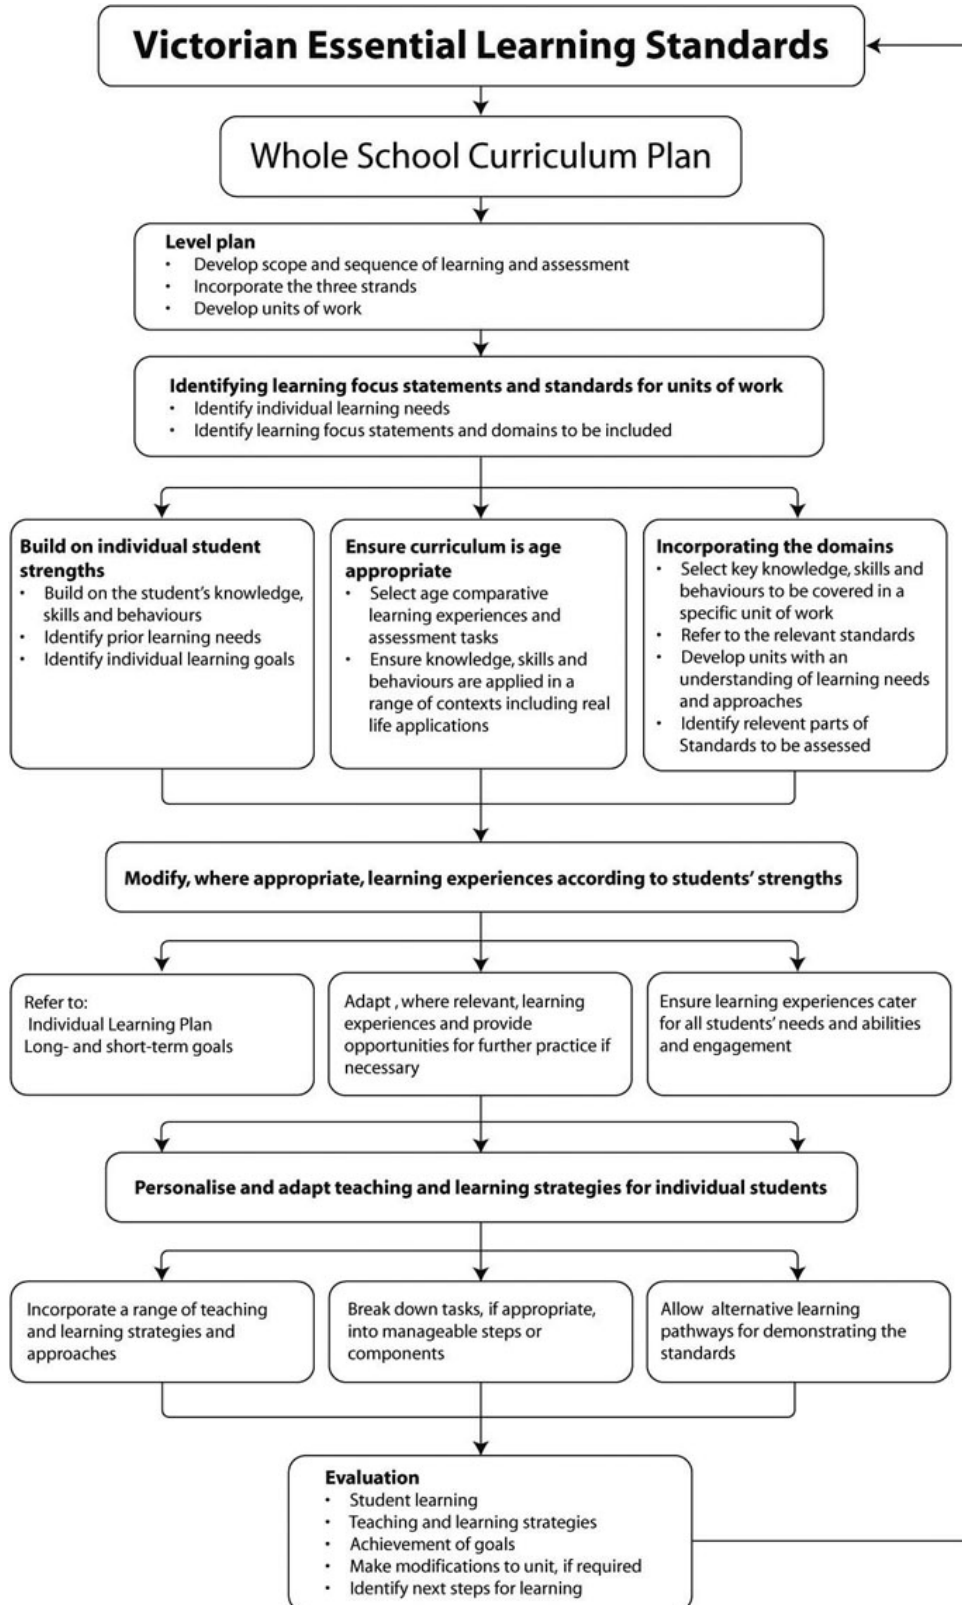 Victorian Essential Learning Standards
Whole School Curriculum Plan
Level plan
• Develop scope and sequence of learning and assessment
• Incorporate the three strands
• Develop units of work
Identifying learning focus statements and standards for units of work
• Identify individual learning needs
• Identify learning focus statements and domains to be included
Build on individual student
strengths
• Build on the student's knowledge,
skills and behaviours
• Identify prior learning needs
• Identify individual learning goals
Ensure curriculum is age
appropriate
• Select age comparative
learning experiences and
assessment tasks
• Ensure knowledge, skills and
behaviours are applied in a
range of contexts including real
life applications
Incorporating the domains
• Select key knowledge, skills and
behaviours to be covered in a
specific unit of work
• Refer to the relevant standards
• Develop units with an
understanding of learning needs
and approaches
• Identify relevent parts of
Standards to be assessed
Modify, where appropriate, learning experiences according to students' strengths
Refer to:
Individual Learning Plan
Long- and short-term goals
Adapt , where relevant, learning
experiences and provide
opportunities for further practice if
necessary
Ensure learning experiences cater
for all students' needs and abilities
and engagement
Personalise and adapt teaching and learning strategies for individual students
Incorporate a range of teaching
and learning strategies and
approaches
Break down tasks, if appropriate,
into manageable steps or
components
Allow alternative learning
pathways for demonstrating the
standards
Evaluation
• Student learning
• Teaching and learning strategies
• Achievement of goals
• Make modifications to unit, if required
• Identify next steps for learning